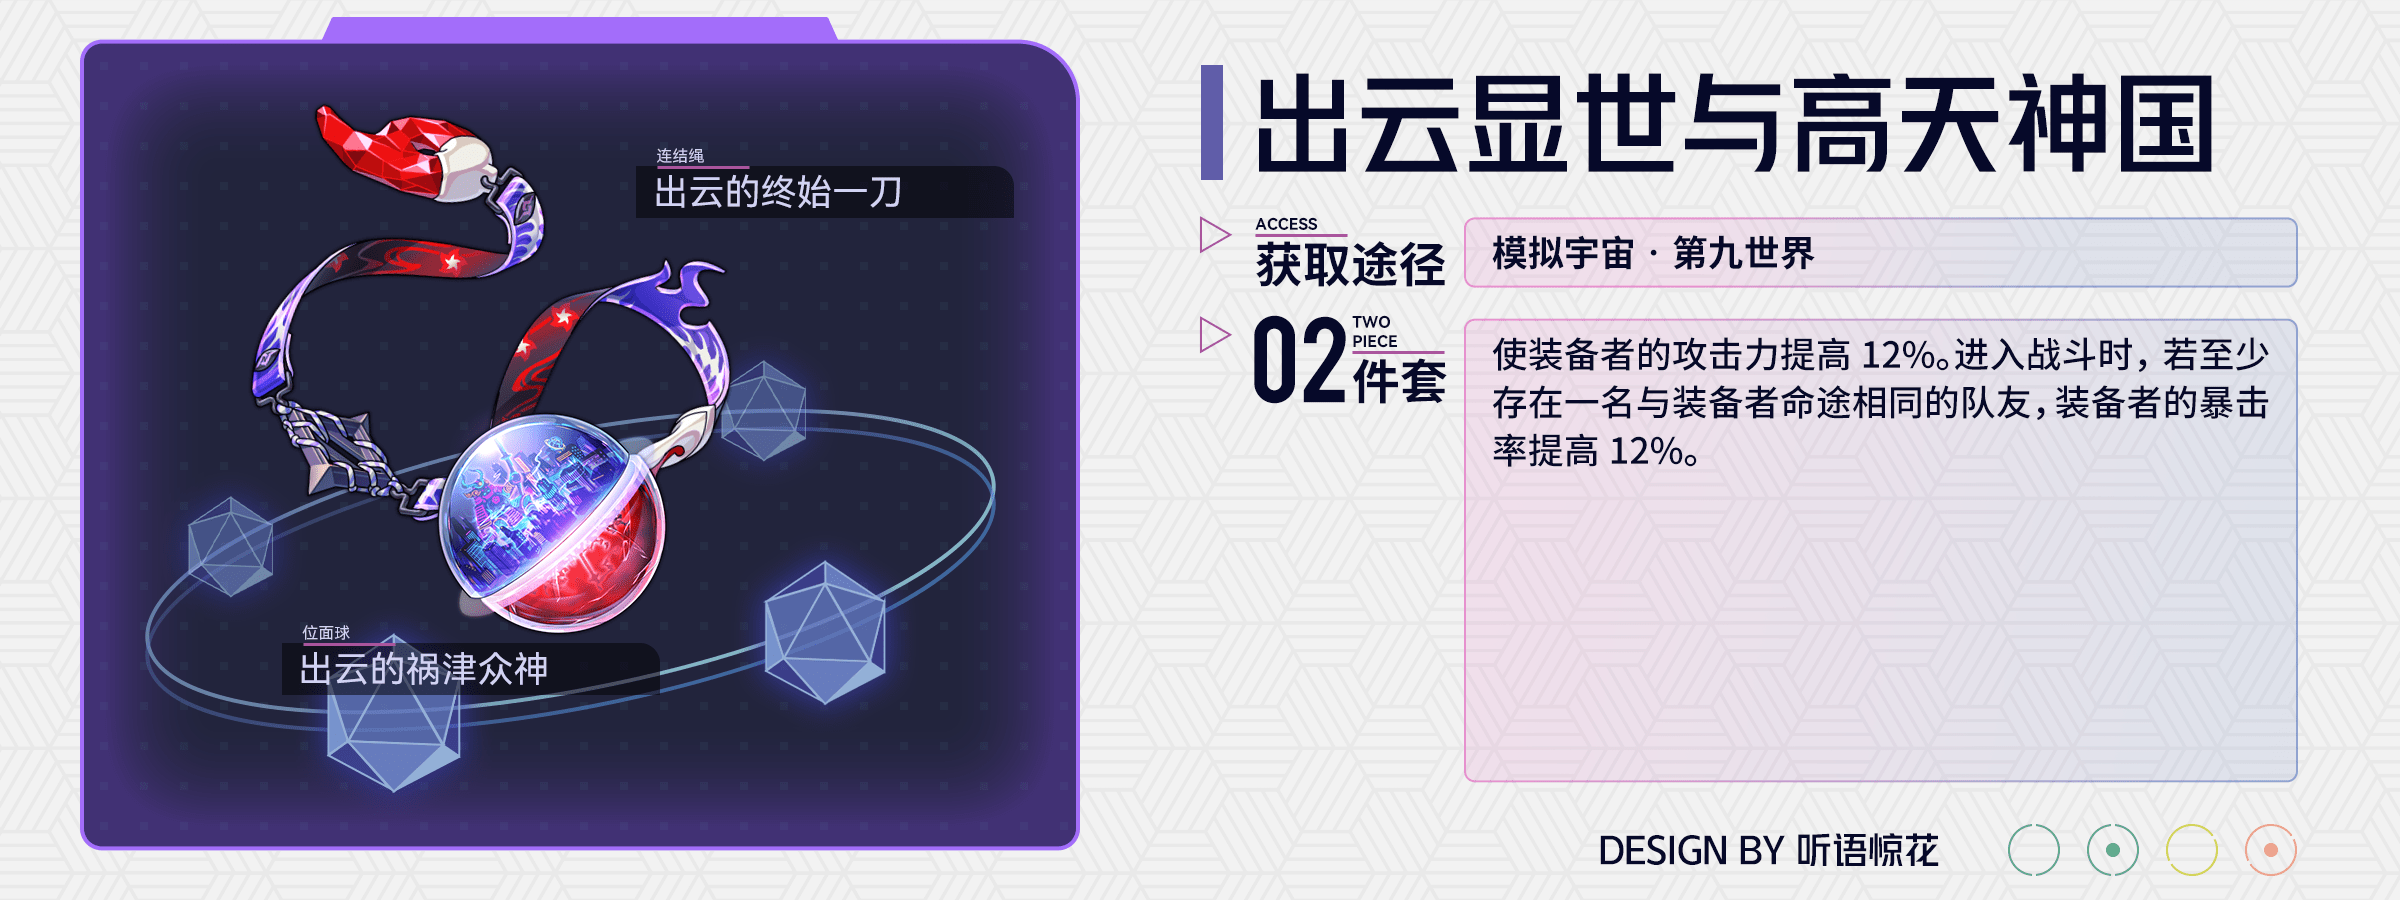 连结绳
出云的终始一刀
位面球
出云的祸津众神
出云显世与高天神国
ACCESS
获取途径
模拟宇宙 · 第九世界
02
TWO
PIECE
件套
使装备者的攻击力提高 12%。进入战斗时，若至少
存在一名与装备者命途相同的队友，装备者的暴击
率提高 12%。
DESIGN BY 听语惊花